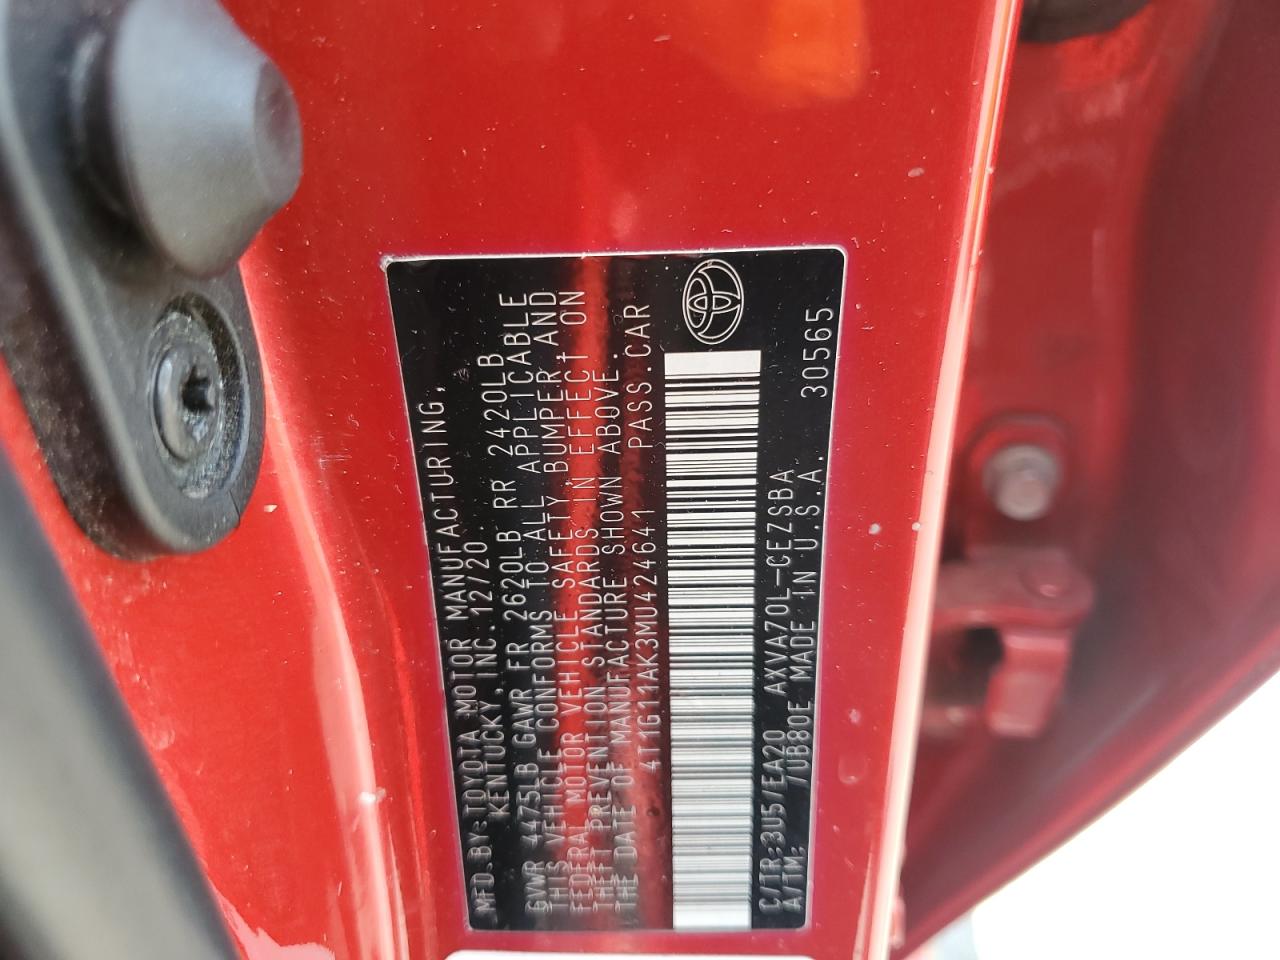 MFD.BY:TOYOTA MOTOR MANUFACTURING,
KENTUCKY,INC.12/20
GVWR 4475LB GAWR FR 2620LB RR 2420LB
THIS VEHICLE CONFORMS TO ALL APPLICABLE
FEDERAL MOTOR VEHICLE SAFETY,BUMPER,AND
THEFT PREVENTION STANDARDS IN EFFECT ON
THE DATE OF MANUFACTURE SHOWN ABOVE.
4T1G11AK3MU424641 PASS.CAR
C/TR:3U5/EA20 AXVA70L-CEZSBA
A/TM: /UB80E MADE IN U.S.A. 30565